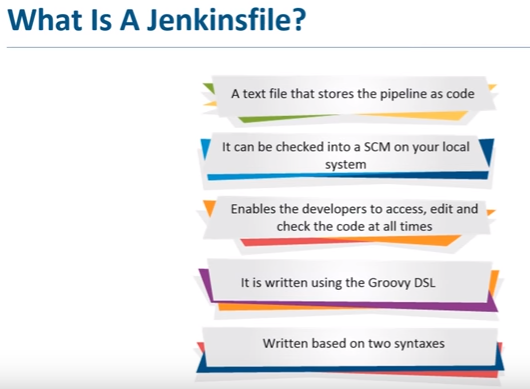 What Is A Jenkinsfile?
A text file that stores the pipeline as code
It can be checked into a SCM on your local
system
Enables the developers to access, edit and
check the code at all times
It is written using the Groovy DSL
Written based on two syntaxes